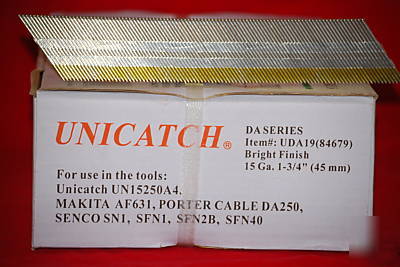 UNICATCH®
DA SERIES
Item#: UDA19(84679)
Bright Finish
15 Ga. 1-3/4" (45 mm)
For use in the tools:
Unicatch UN15250A4.
MAKITA AF631, PORTER CABLE DA250,
SENCO SN1, SFN1, SFN2B, SFN40